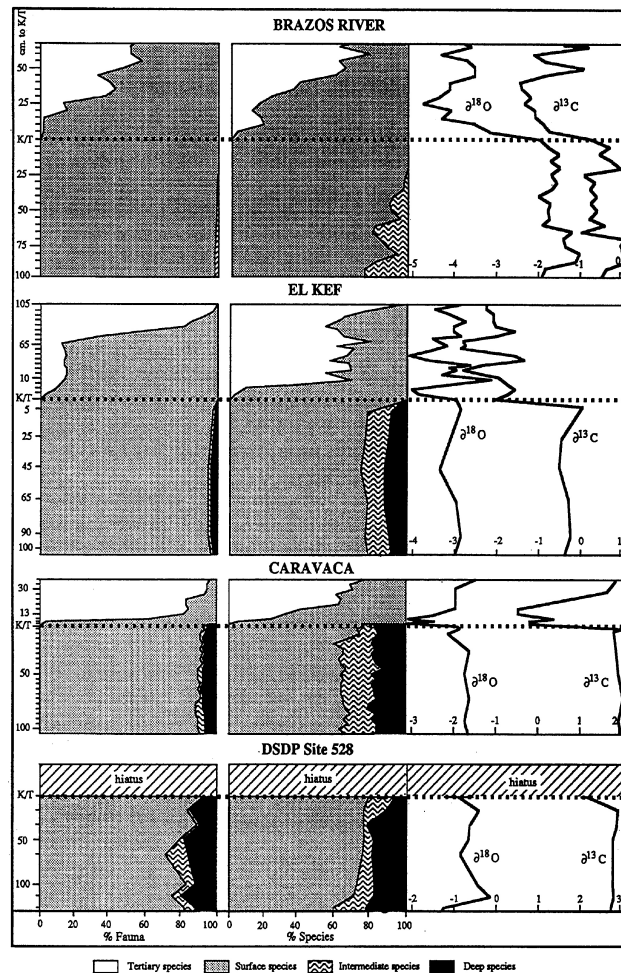 BRAZOS RIVER
cm. to K/T
50
25
K/T
25
50
75
100
∂18O
∂13C
-5 -4 -3 -2 -1 0
EL KEF
105
65
10
K/T
5
25
45
65
90
100
∂18O
∂13C
-4 -3 -2 -1 0 1
CARAVACA
30
13
K/T
50
100
∂18O
∂13C
-3 -2 -1 0 1 2
DSDP Site 528
hiatus hiatus hiatus
K/T
50
100
∂18O
∂13C
-2 -1 0 1 2 3
0 20 40 60 80 100
% Fauna
0 20 40 60 80 100
% Species
Tertiary species Surface species Intermediate species Deep species